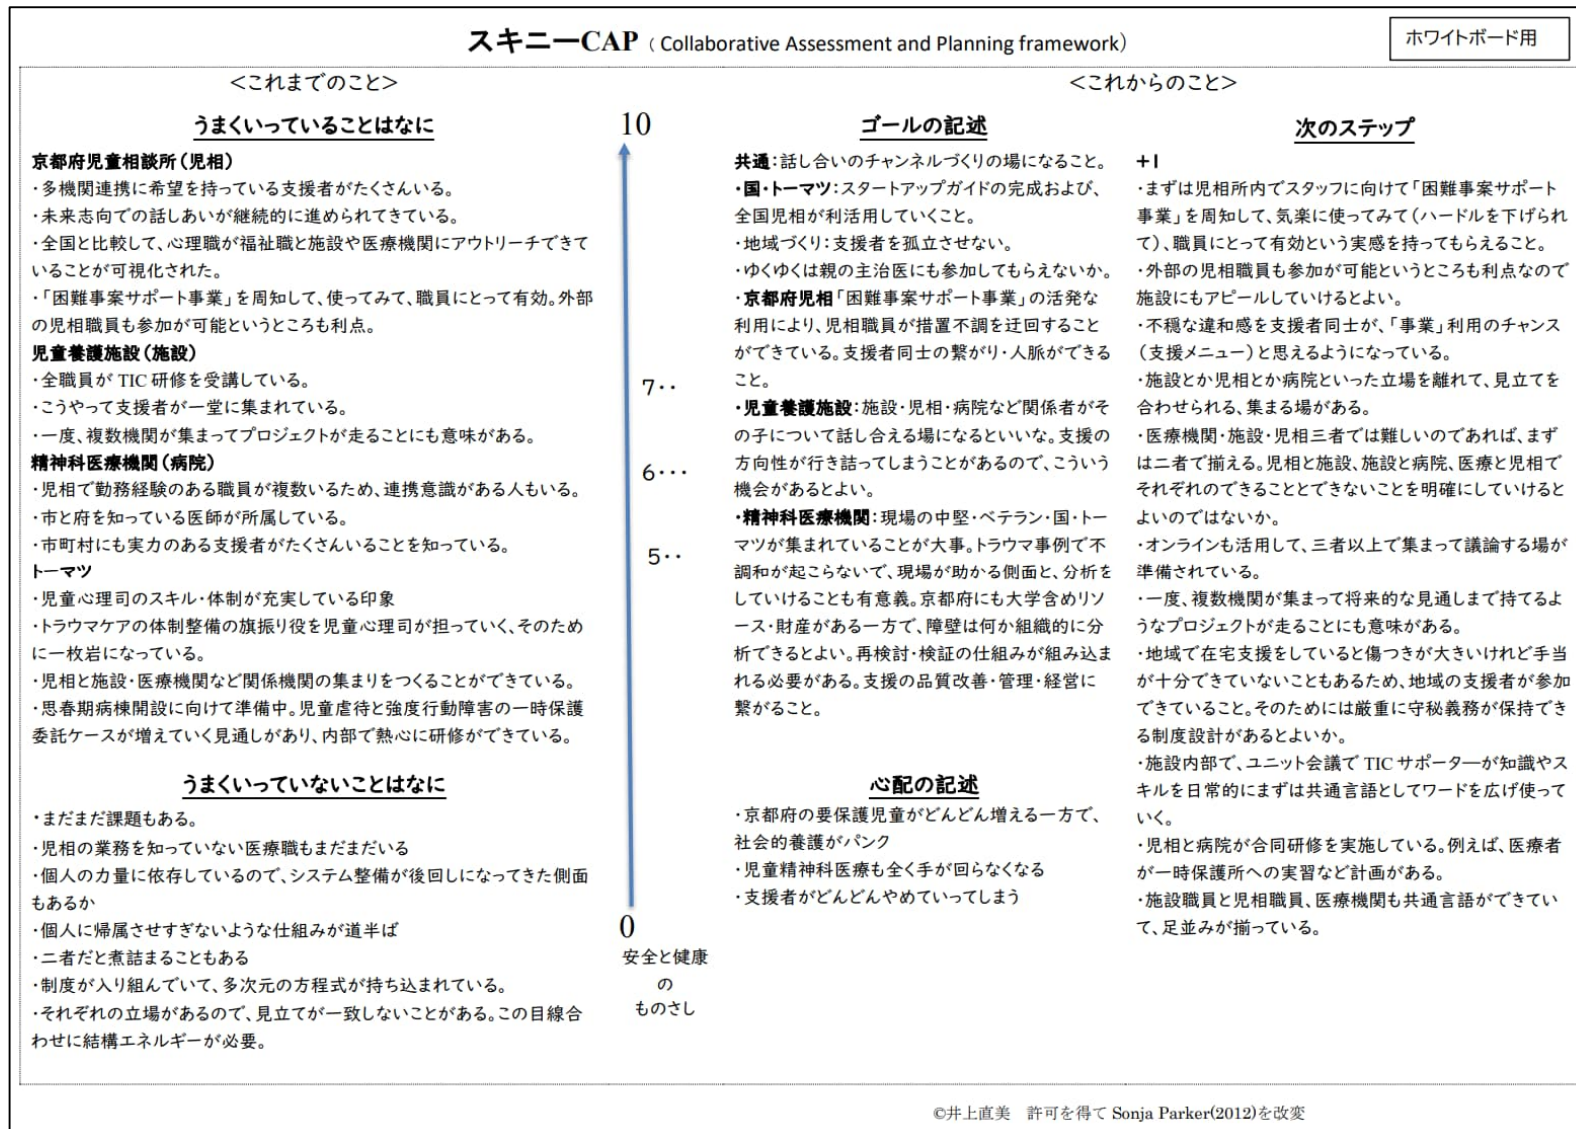 スキニーCAP（Collaborative Assessment and Planning framework）
ホワイトボード用
＜これまでのこと＞
うまくいっていることはなに
京都府児童相談所（児相）
・多機関連携に希望を持っている支援者がたくさんいる。
・未来志向での話しあいが継続的に進められてきている。
・全国と比較して、心理職が福祉職と施設や医療機関にアウトリーチできて
いることが可視化された。
・「困難事案サポート事業」を周知して、使ってみて、職員にとって有効。外部
の児相職員も参加が可能というところも利点。
児童養護施設（施設）
・全職員が TIC 研修を受講している。
・こうやって支援者が一堂に集まれている。
・一度、複数機関が集まってプロジェクトが走ることにも意味がある。
精神科医療機関（病院）
・児相で勤務経験のある職員が複数いるため、連携意識がある人もいる。
・市と府を知っている医師が所属している。
・市町村にも実力のある支援者がたくさんいることを知っている。
トーマツ
・児童心理司のスキル・体制が充実している印象
・トラウマケアの体制整備の旗振り役を児童心理司が担っていく、そのため
に一枚岩になっている。
・児相と施設・医療機関など関係機関の集まりをつくることができている。
・思春期病棟開設に向けて準備中。児童虐待と強度行動障害の一時保護
委託ケースが増えていく見通しがあり、内部で熱心に研修ができている。
うまくいっていないことはなに
・まだまだ課題もある。
・児相の業務を知っていない医療職もまだまだいる
・個人の力量に依存しているので、システム整備が後回しになってきた側面
もあるか
・個人に帰属させすぎないような仕組みが道半ば
・二者だと煮詰まることもある
・制度が入り組んでいて、多次元の方程式が持ち込まれている。
・それぞれの立場があるので、見立てが一致しないことがある。この目線合
わせに結構エネルギーが必要。
10
7・・
6・・・
5・・
0
安全と健康
の
ものさし
＜これからのこと＞
ゴールの記述
共通：話し合いのチャンネルづくりの場になること。
・国・トーマツ：スタートアップガイドの完成および、
全国児相が利活用していくこと。
・地域づくり：支援者を孤立させない。
・ゆくゆくは親の主治医にも参加してもらえないか。
・京都府児相「困難事案サポート事業」の活発な
利用により、児相職員が措置不調を迂回すること
ができている。支援者同士の繋がり・人脈ができる
こと。
・児童養護施設：施設・児相・病院など関係者がそ
の子について話し合える場になるといいな。支援の
方向性が行き詰ってしまうことがあるので、こういう
機会があるとよい。
・精神科医療機関：現場の中堅・ベテラン・国・トー
マツが集まれていることが大事。トラウマ事例で不
調和が起こらないで、現場が助かる側面と、分析を
していけることも有意義。京都府にも大学含めリソ
ース・財産がある一方で、障壁は何か組織的に分
析できるとよい。再検討・検証の仕組みが組み込ま
れる必要がある。支援の品質改善・管理・経営に
繋がること。
心配の記述
・京都府の要保護児童がどんどん増える一方で、
社会的養護がパンク
・児童精神科医療も全く手が回らなくなる
・支援者がどんどんやめていってしまう
次のステップ
+1
・まずは児相所内でスタッフに向けて「困難事案サポート
事業」を周知して、気楽に使ってみて（ハードルを下げられ
て）、職員にとって有効という実感を持ってもらえること。
・外部の児相職員も参加が可能というところも利点なので
施設にもアピールしていけるとよい。
・不穏な違和感を支援者同士が、「事業」利用のチャンス
（支援メニュー）と思えるようになっている。
・施設とか児相とか病院といった立場を離れて、見立てを
合わせられる、集まる場がある。
・医療機関・施設・児相三者では難しいのであれば、まず
は二者で揃える。児相と施設、施設と病院、医療と児相で
それぞれのできることとできないことを明確にしていけると
よいのではないか。
・オンラインも活用して、三者以上で集まって議論する場が
準備されている。
・一度、複数機関が集まって将来的な見通しまで持てるよ
うなプロジェクトが走ることにも意味がある。
・地域で在宅支援をしていると傷つきが大きいけれど手当
が十分できていないこともあるため、地域の支援者が参加
できていること。そのためには厳重に守秘義務が保持でき
る制度設計があるとよいか。
・施設内部で、ユニット会議で TIC サポーターが知識やス
キルを日常的にまずは共通言語としてワードを広げ使って
いく。
・児相と病院が合同研修を実施している。例えば、医療者
が一時保護所への実習など計画がある。
・施設職員と児相職員、医療機関も共通言語ができてい
て、足並みが揃っている。
©井上直美　許可を得て Sonja Parker(2012)を改変